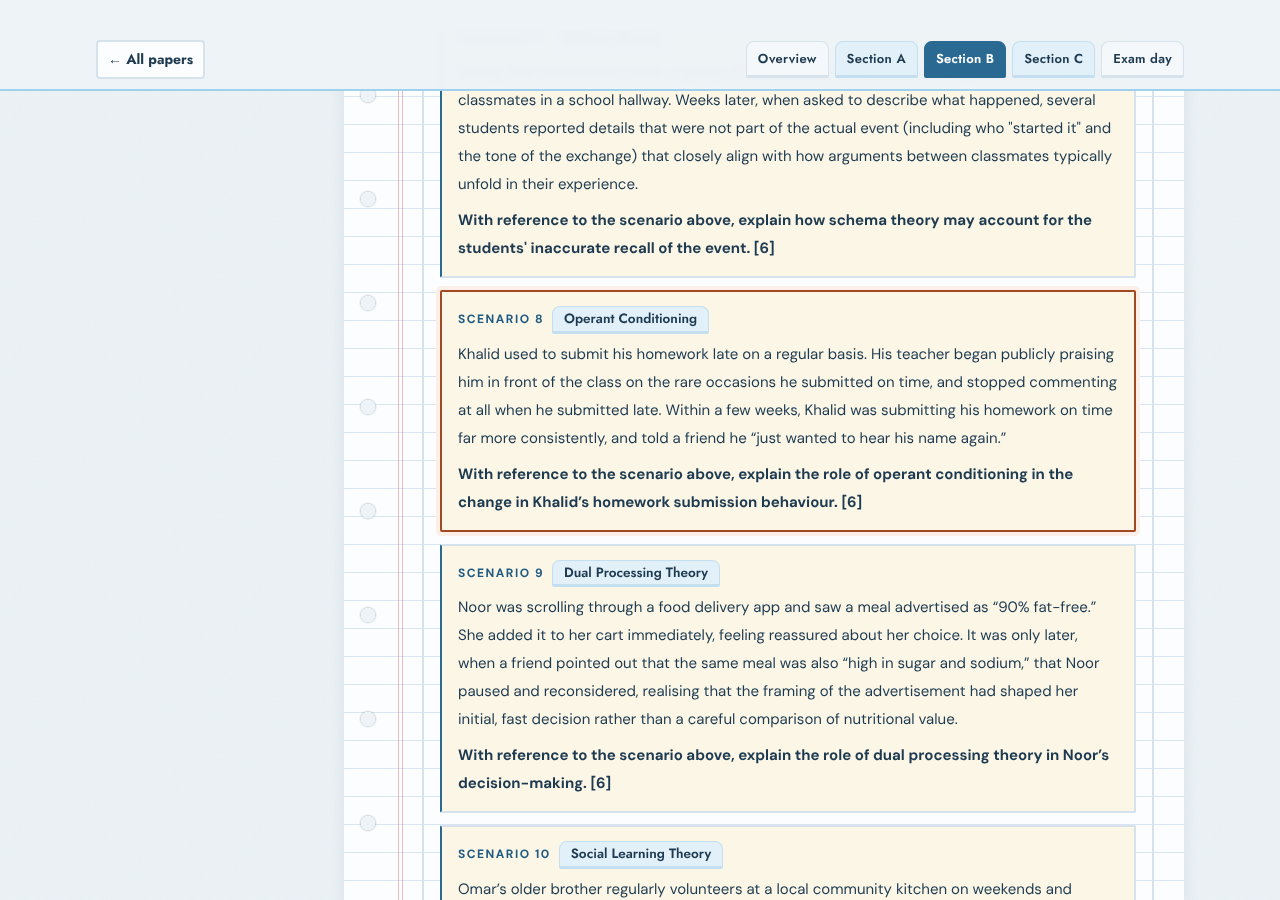 ← All papers
Overview
Section A
Section B
Section C
Exam day
classmates in a school hallway. Weeks later, when asked to describe what happened, several
students reported details that were not part of the actual event (including who "started it" and
the tone of the exchange) that closely align with how arguments between classmates typically
unfold in their experience.
With reference to the scenario above, explain how schema theory may account for the
students' inaccurate recall of the event. [6]
SCENARIO 8 Operant Conditioning
Khalid used to submit his homework late on a regular basis. His teacher began publicly praising
him in front of the class on the rare occasions he submitted on time, and stopped commenting
at all when he submitted late. Within a few weeks, Khalid was submitting his homework on time
far more consistently, and told a friend he “just wanted to hear his name again.”
With reference to the scenario above, explain the role of operant conditioning in the
change in Khalid’s homework submission behaviour. [6]
SCENARIO 9 Dual Processing Theory
Noor was scrolling through a food delivery app and saw a meal advertised as “90% fat-free.”
She added it to her cart immediately, feeling reassured about her choice. It was only later,
when a friend pointed out that the same meal was also “high in sugar and sodium,” that Noor
paused and reconsidered, realising that the framing of the advertisement had shaped her
initial, fast decision rather than a careful comparison of nutritional value.
With reference to the scenario above, explain the role of dual processing theory in Noor’s
decision-making. [6]
SCENARIO 10 Social Learning Theory
Omar’s older brother regularly volunteers at a local community kitchen on weekends and